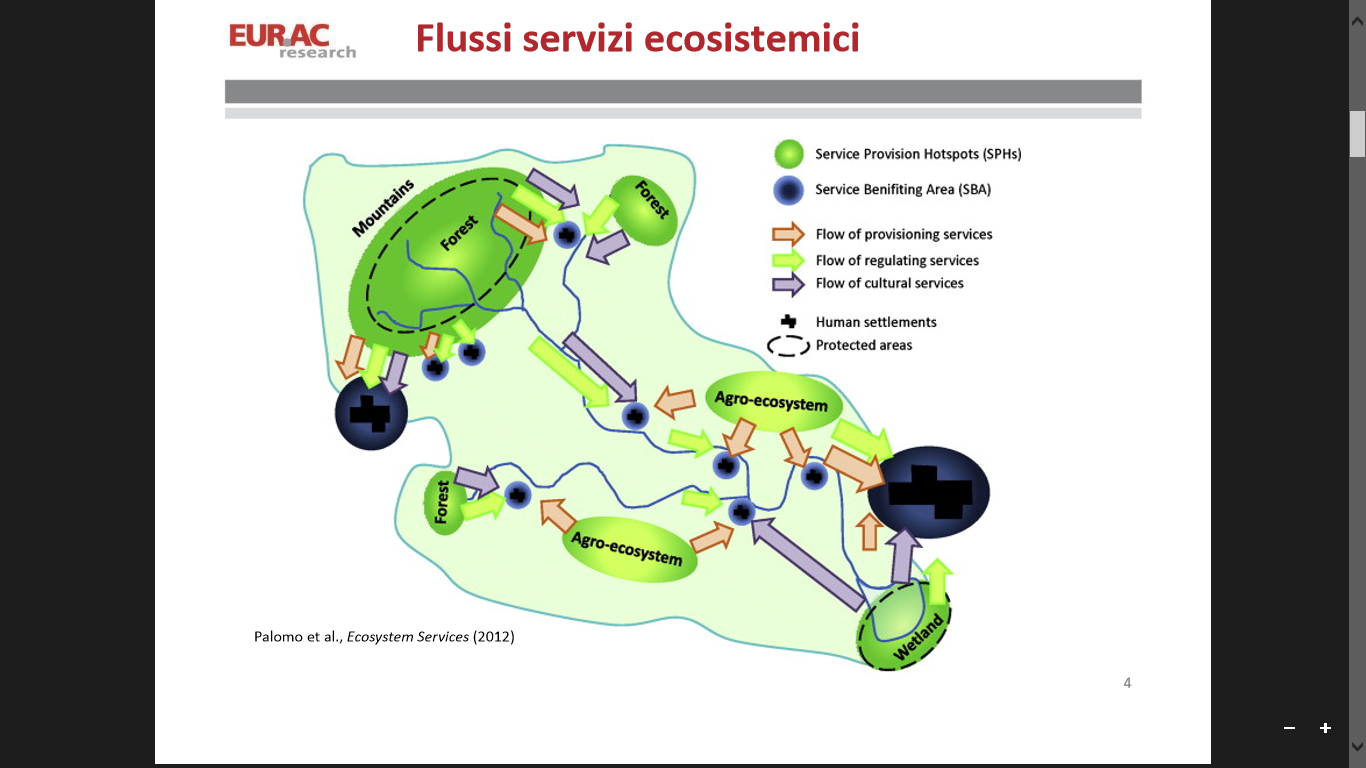 EURAC
research
Flussi servizi ecosistemici
Service Provision Hotspots (SPHs)
Service Benifiting Area (SBA)
Flow of provisioning services
Flow of regulating services
Flow of cultural services
Human settlements
Protected areas
Mountains
Forest
Forest
Agro-ecosystem
Forest
Agro-ecosystem
Wetland
Palomo et al., Ecosystem Services (2012)
4